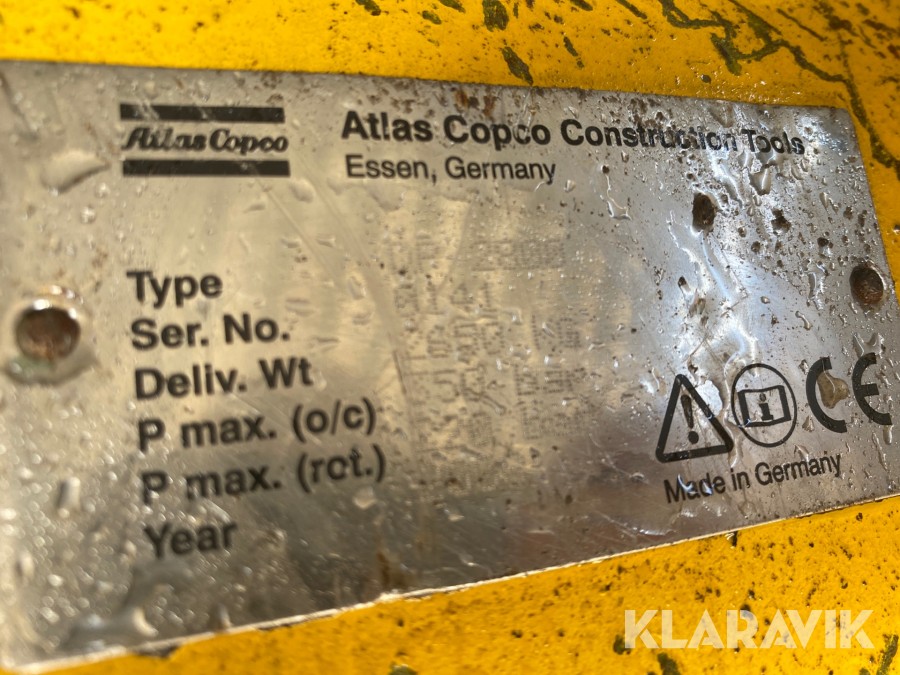 Atlas Copco
Atlas Copco Construction Tools
Essen, Germany
Type
Ser. No.
Deliv. Wt
P max. (o/c)
P max. (rct.)
Year
CE
Made in Germany
KLARAVIK